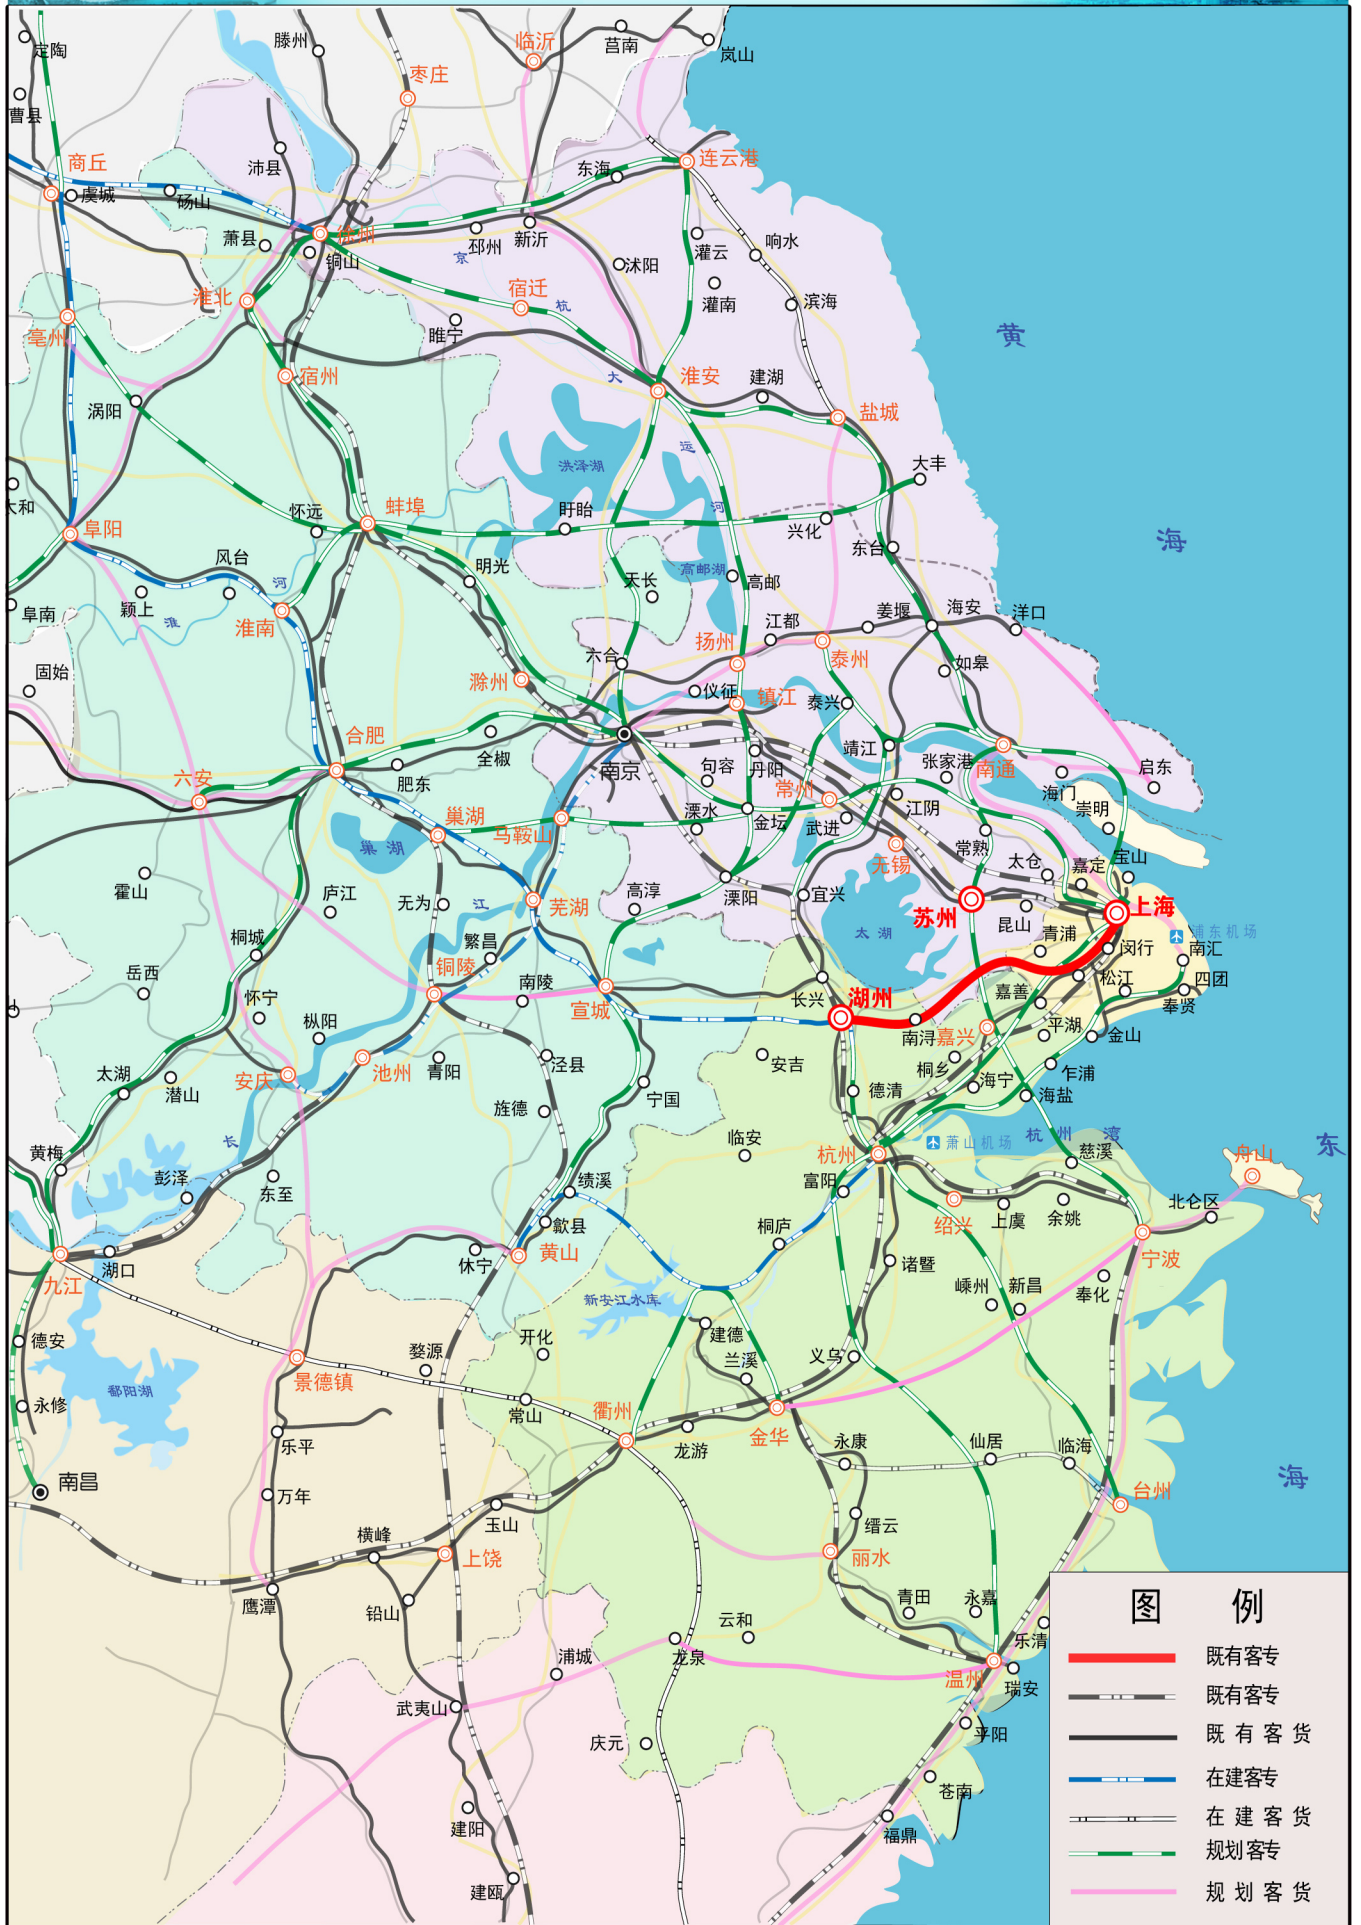 定陶
滕州
临沂
莒南
岚山
枣庄
曹县
商丘
虞城
砀山
沛县
东海
连云港
萧县
徐州
铜山
邳州
新沂
沭阳
灌云
响水
京
淮北
宿迁
杭
灌南
滨海
黄
亳州
睢宁
宿州
大
淮安
建湖
盐城
涡阳
运
洪泽湖
大丰
太和
怀远
蚌埠
盱眙
河
兴化
阜阳
东台
海
风台
明光
高邮湖
天长
高邮
河
颍上
淮
淮南
阜南
江都
姜堰
海安
洋口
扬州
泰州
六合
固始
滁州
仪征
镇江
泰兴
如皋
合肥
全椒
南京
句容
丹阳
靖江
张家港
南通
启东
六安
肥东
常州
海门
巢湖
马鞍山
溧水
金坛
武进
江阴
崇明
巢湖
无锡
常熟
太仓
嘉定
宝山
霍山
庐江
无为
江
芜湖
高淳
溧阳
宜兴
苏州
昆山
上海
桐城
繁昌
太湖
青浦
浦东机场
闵行
南汇
岳西
铜陵
南陵
怀宁
枞阳
宣城
长兴
湖州
嘉善
松江
四团
奉贤
南浔
嘉兴
平湖
金山
太湖
潜山
安庆
池州
青阳
泾县
安吉
桐乡
乍浦
德清
海宁
海盐
旌德
宁国
长
临安
杭州
萧山机场
杭州湾
慈溪
东
黄梅
彭泽
东至
绩溪
富阳
舟山
歙县
桐庐
绍兴
上虞
余姚
北仑区
九江
湖口
休宁
黄山
诸暨
宁波
嵊州
新昌
奉化
新安江水库
德安
开化
建德
婺源
兰溪
义乌
景德镇
鄱阳湖
永修
常山
衢州
金华
乐平
龙游
永康
仙居
临海
南昌
海
万年
玉山
台州
横峰
上饶
缙云
丽水
鹰潭
铅山
云和
青田
永嘉
乐清
浦城
龙泉
温州
瑞安
武夷山
庆元
平阳
苍南
建阳
福鼎
建瓯
图例
既有客专
既有客专
既有客货
在建客专
在建客货
规划客专
规划客货